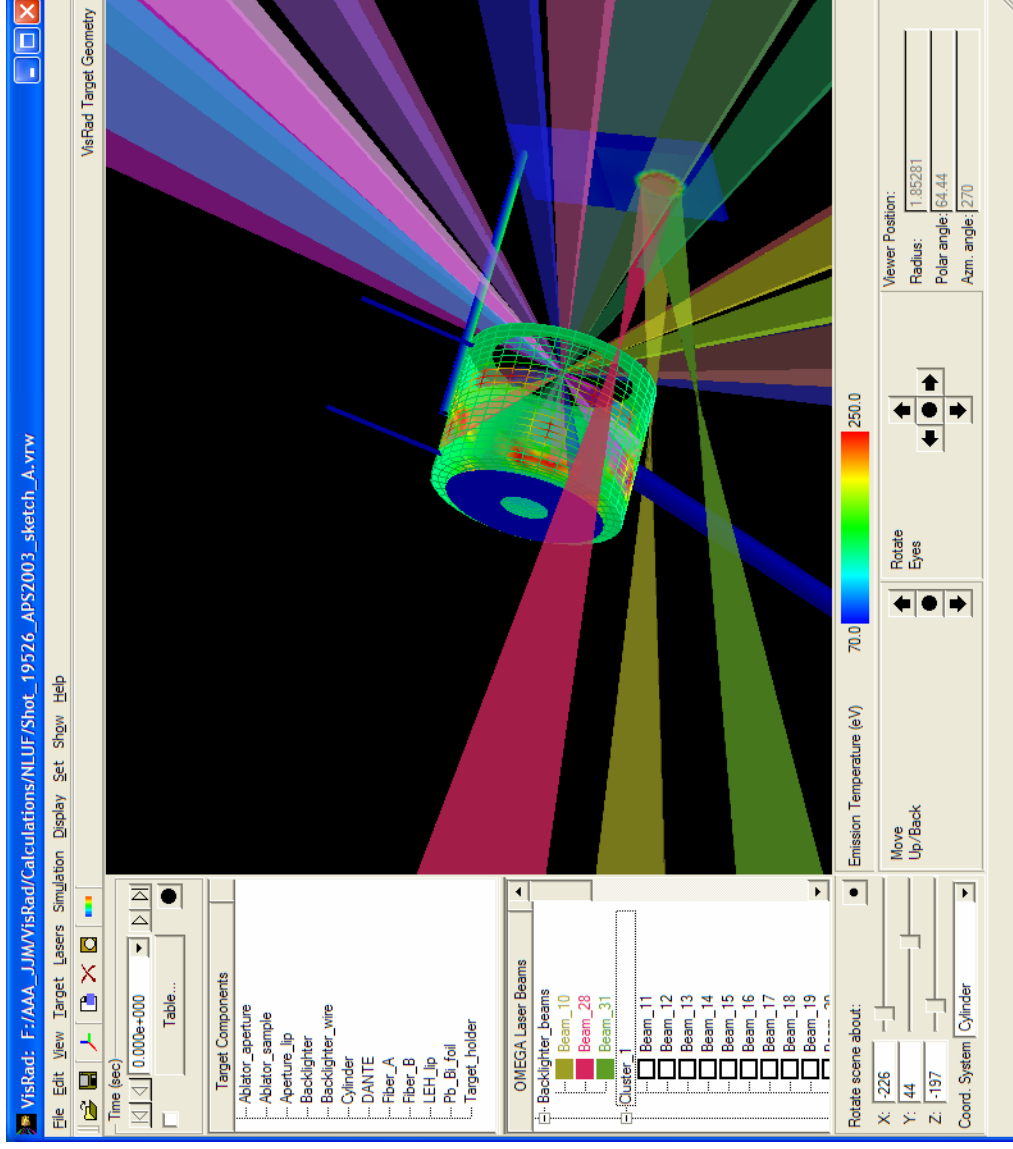 VisRad: F:/AAA_JJM/VisRad/Calculations/NLUF/Shot_19526_APS2003_sketch_A.vrw
File Edit View Target Lasers Simulation Display Set Show Help
Time (sec)
0.000e+000
Table...
VisRad Target Geometry
Target Components
Ablator_aperture
Ablator_sample
Aperture_lip
Backlighter
Backlighter_wire
Cylinder
DANTE
Fiber_A
Fiber_B
LEH_lip
Pb_Bi_foil
Target_holder
OMEGA Laser Beams
Backlighter_beams
Beam_10
Beam_28
Beam_31
Cluster_1
Beam_11
Beam_12
Beam_13
Beam_14
Beam_15
Beam_16
Beam_17
Beam_18
Beam_19
Rotate scene about:
X: -226
Y: 44
Z: -197
Coord. System Cylinder
Emission Temperature (eV) 70.0 250.0
Move
Up/Back
Rotate
Eyes
Viewer Position:
Radius: 1.85281
Polar angle: 64.44
Azm. angle: 270